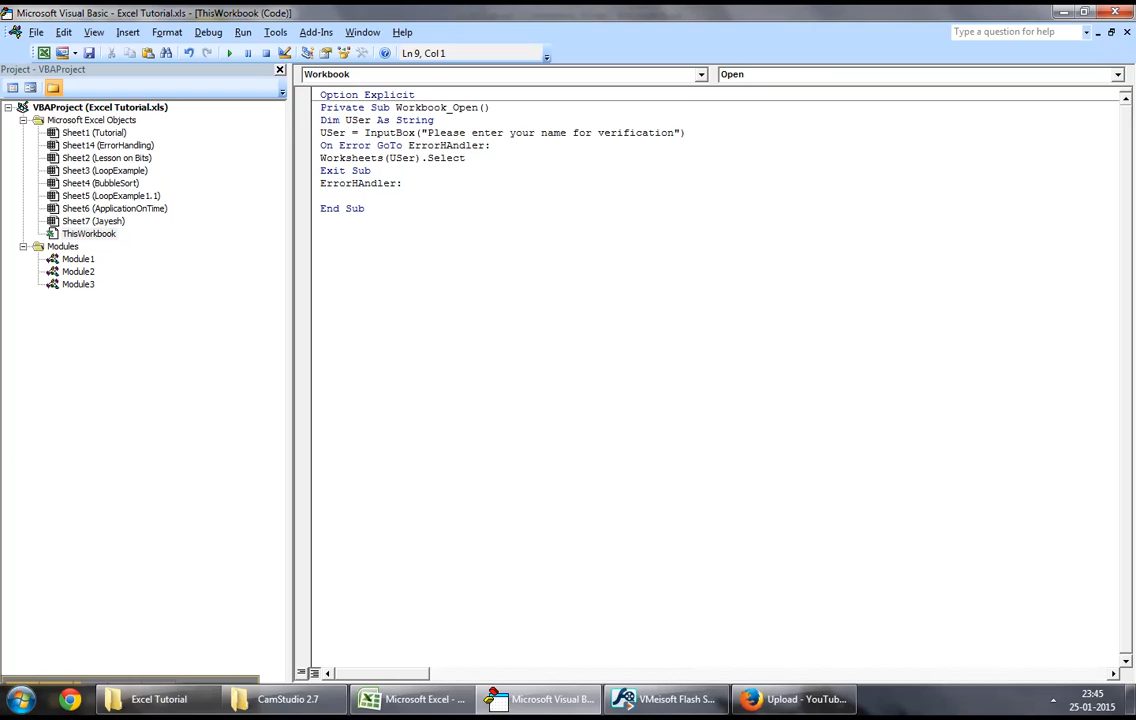 Microsoft Visual Basic - Excel Tutorial.xls - [ThisWorkbook (Code)]
File Edit View Insert Format Debug Run Tools Add-Ins Window Help
Type a question for help
Ln 9, Col 1
Project - VBAProject
Workbook
Open
VBAProject (Excel Tutorial.xls)
Microsoft Excel Objects
Sheet1 (Tutorial)
Sheet14 (ErrorHandling)
Sheet2 (Lesson on Bits)
Sheet3 (LoopExample)
Sheet4 (BubbleSort)
Sheet5 (LoopExample1.1)
Sheet6 (ApplicationOnTime)
Sheet7 (Jayesh)
ThisWorkbook
Modules
Module1
Module2
Module3
Option Explicit
Private Sub Workbook_Open()
Dim USer As String
USer = InputBox("Please enter your name for verification")
On Error GoTo ErrorHAndler:
Worksheets(USer).Select
Exit Sub
ErrorHAndler:
End Sub
Excel Tutorial
CamStudio 2.7
Microsoft Excel - ...
Microsoft Visual B...
VMeisoft Flash S...
Upload - YouTub...
23:45
25-01-2015